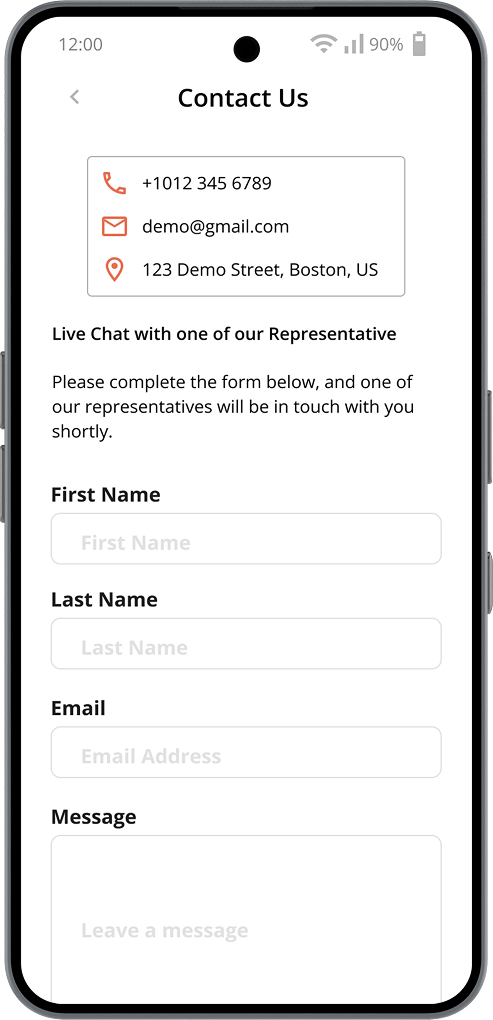 12:00
90%
Contact Us
+1012 345 6789
demo@gmail.com
123 Demo Street, Boston, US
Live Chat with one of our Representative
Please complete the form below, and one of
our representatives will be in touch with you
shortly.
First Name
First Name
Last Name
Last Name
Email
Email Address
Message
Leave a message